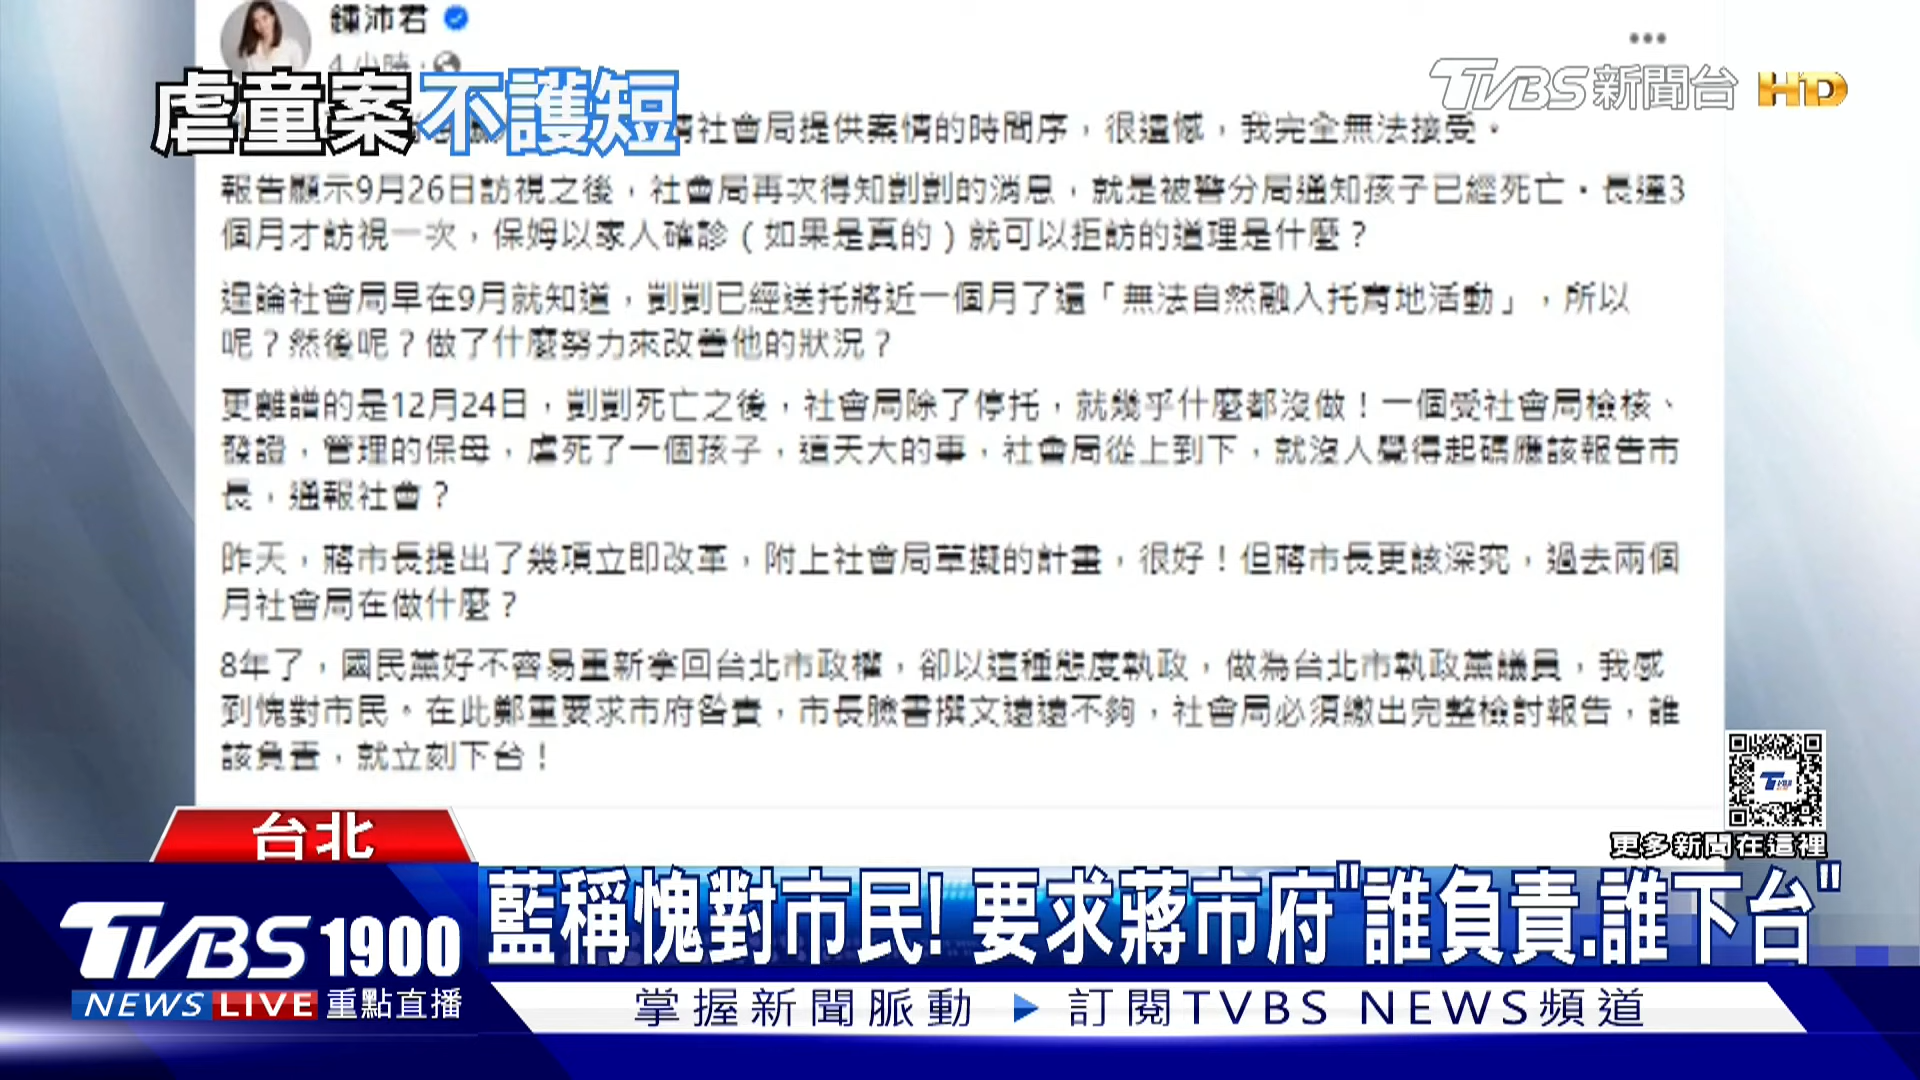 鍾沛君
4 小時
虐童案不護短
TVBS新聞台 HD
情社會局提供案情的時間序，很遺憾，我完全無法接受。
報告顯示9月26日訪視之後，社會局再次得知剴剴的消息，就是被警分局通知孩子已經死亡。長達3
個月才訪視一次，保姆以家人確診（如果是真的）就可以拒訪的道理是什麼？
遑論社會局早在9月就知道，剴剴已經送托將近一個月了還「無法自然融入托育地活動」，所以
呢？然後呢？做了什麼努力來改善他的狀況？
更離譜的是12月24日，剴剴死亡之後，社會局除了停托，就幾乎什麼都沒做！一個受社會局檢核、
發證，管理的保母，虐死了一個孩子，這天大的事，社會局從上到下，就沒人覺得起碼應該報告市
長，通報社會？
昨天，蔣市長提出了幾項立即改革，附上社會局草擬的計畫，很好！但蔣市長更該深究，過去兩個
月社會局在做什麼？
8年了，國民黨好不容易重新拿回台北市政權，卻以這種態度執政，做為台北市執政黨議員，我感
到愧對市民。在此鄭重要求市府咎責，市長臉書撰文遠遠不夠，社會局必須繳出完整檢討報告，誰
該負責，就立刻下台！
TVBS
更多新聞在這裡
台北
藍稱愧對市民! 要求蔣市府"誰負責.誰下台"
TVBS 1900
NEWS LIVE 重點直播
掌握新聞脈動 ▶ 訂閱TVBS NEWS頻道